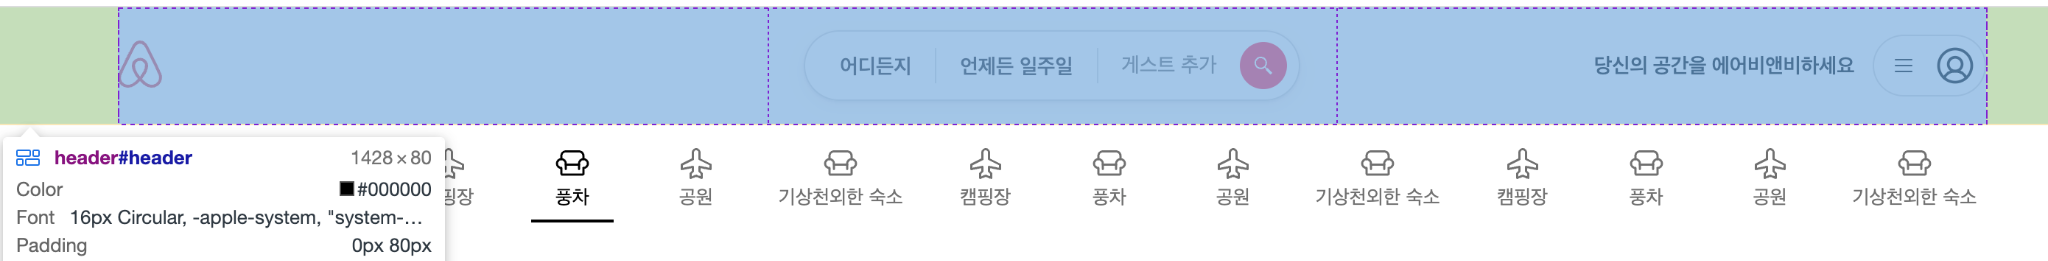 어디든지 언제든 일주일 게스트 추가 당신의 공간을 에어비앤비하세요
header#header 1428 × 80
Color #000000
Font 16px Circular, -apple-system, "system-...
Padding 0px 80px
핑장 풍차 공원 기상천외한 숙소 캠핑장 풍차 공원 기상천외한 숙소 캠핑장 풍차 공원 기상천외한 숙소